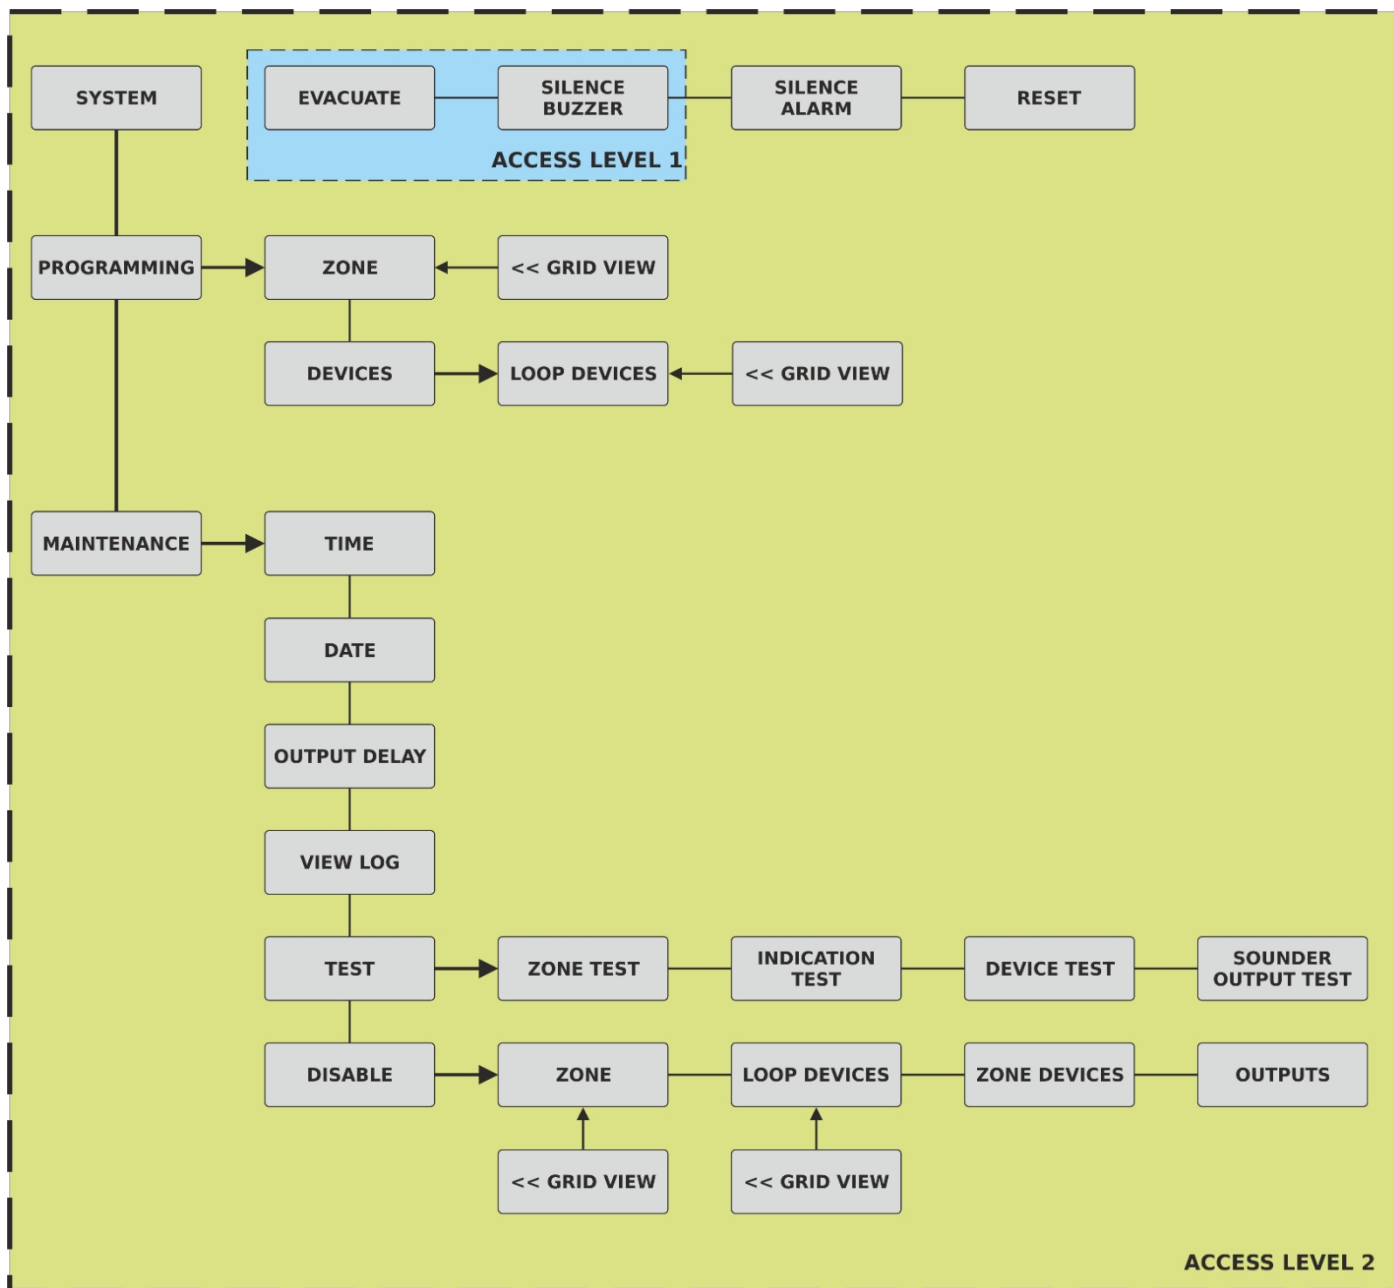 SYSTEM
EVACUATE
SILENCE
BUZZER
SILENCE
ALARM
RESET
ACCESS LEVEL 1
PROGRAMMING
ZONE
<< GRID VIEW
DEVICES
LOOP DEVICES
<< GRID VIEW
MAINTENANCE
TIME
DATE
OUTPUT DELAY
VIEW LOG
TEST
ZONE TEST
INDICATION
TEST
DEVICE TEST
SOUNDER
OUTPUT TEST
DISABLE
ZONE
LOOP DEVICES
ZONE DEVICES
OUTPUTS
<< GRID VIEW
<< GRID VIEW
ACCESS LEVEL 2